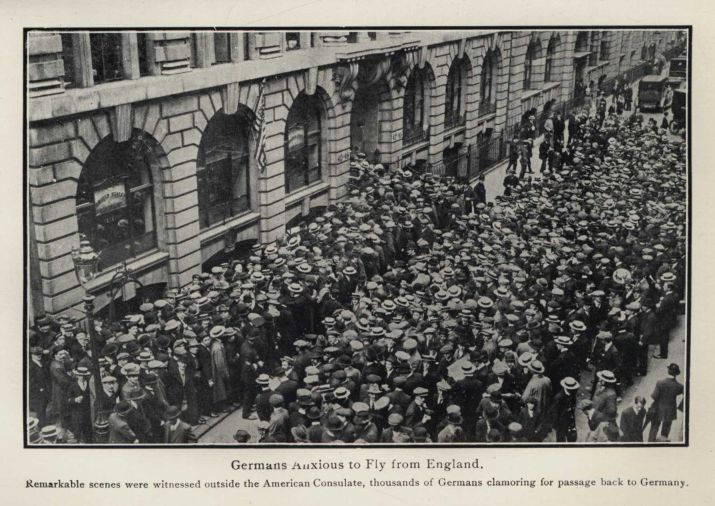 Germans Anxious to Fly from England.
Remarkable scenes were witnessed outside the American Consulate, thousands of Germans clamoring for passage back to Germany.